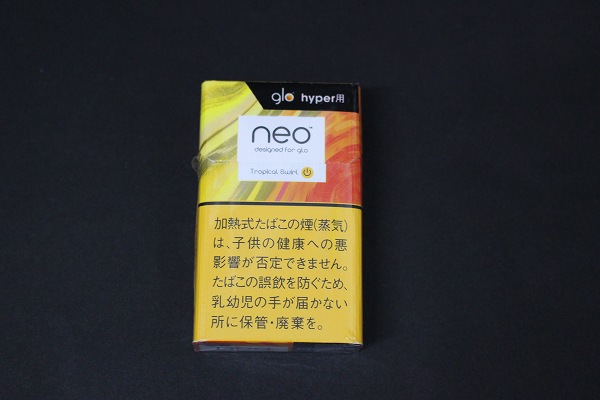 glo hyper用
neo™
designed for glo
Tropical Swirl
加熱式たばこの煙(蒸気)
は、子供の健康への悪
影響が否定できません。
たばこの誤飲を防ぐため、
乳幼児の手が届かない
所に保管・廃棄を。